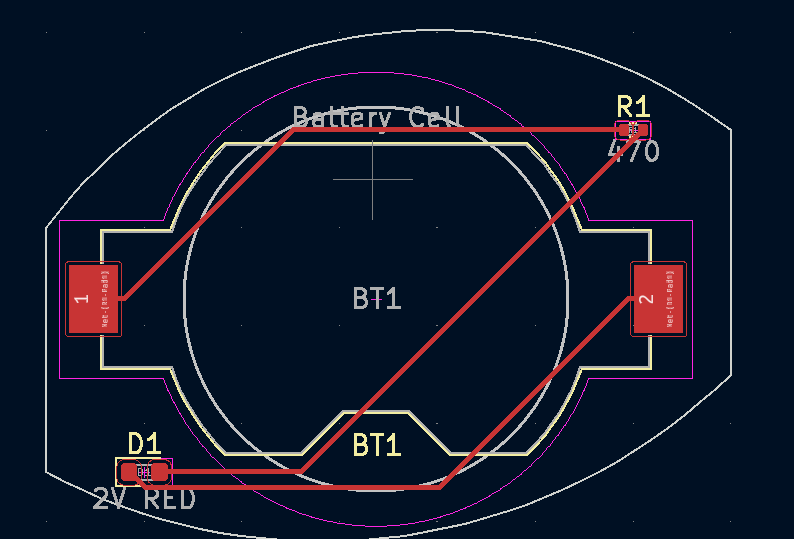 R1
Battery Cell
470
1
BT1
2
D1
BT1
2V RED